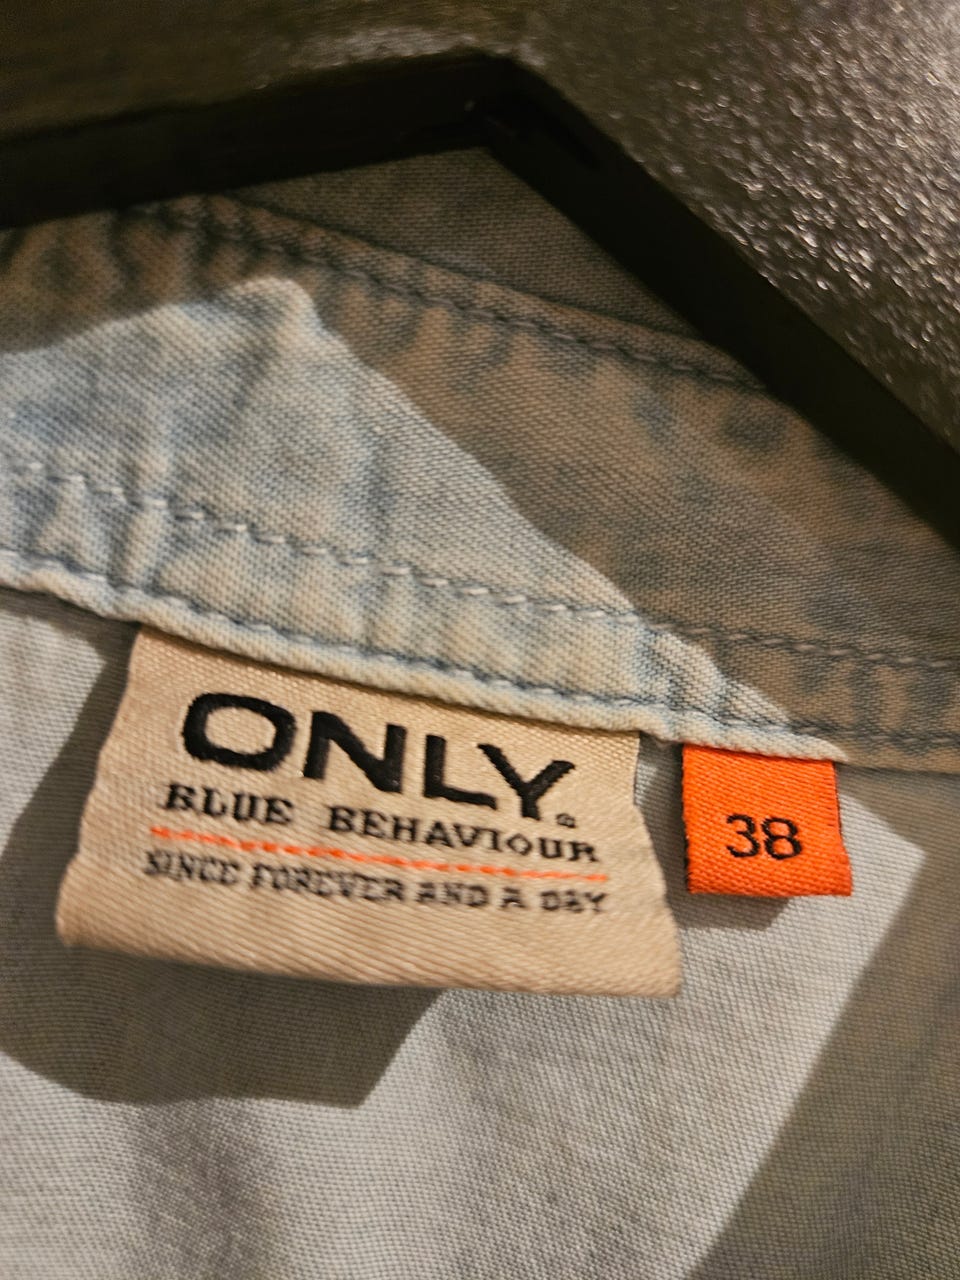 ONLY®
BLUE BEHAVIOUR
SINCE FOREVER AND A DAY
38